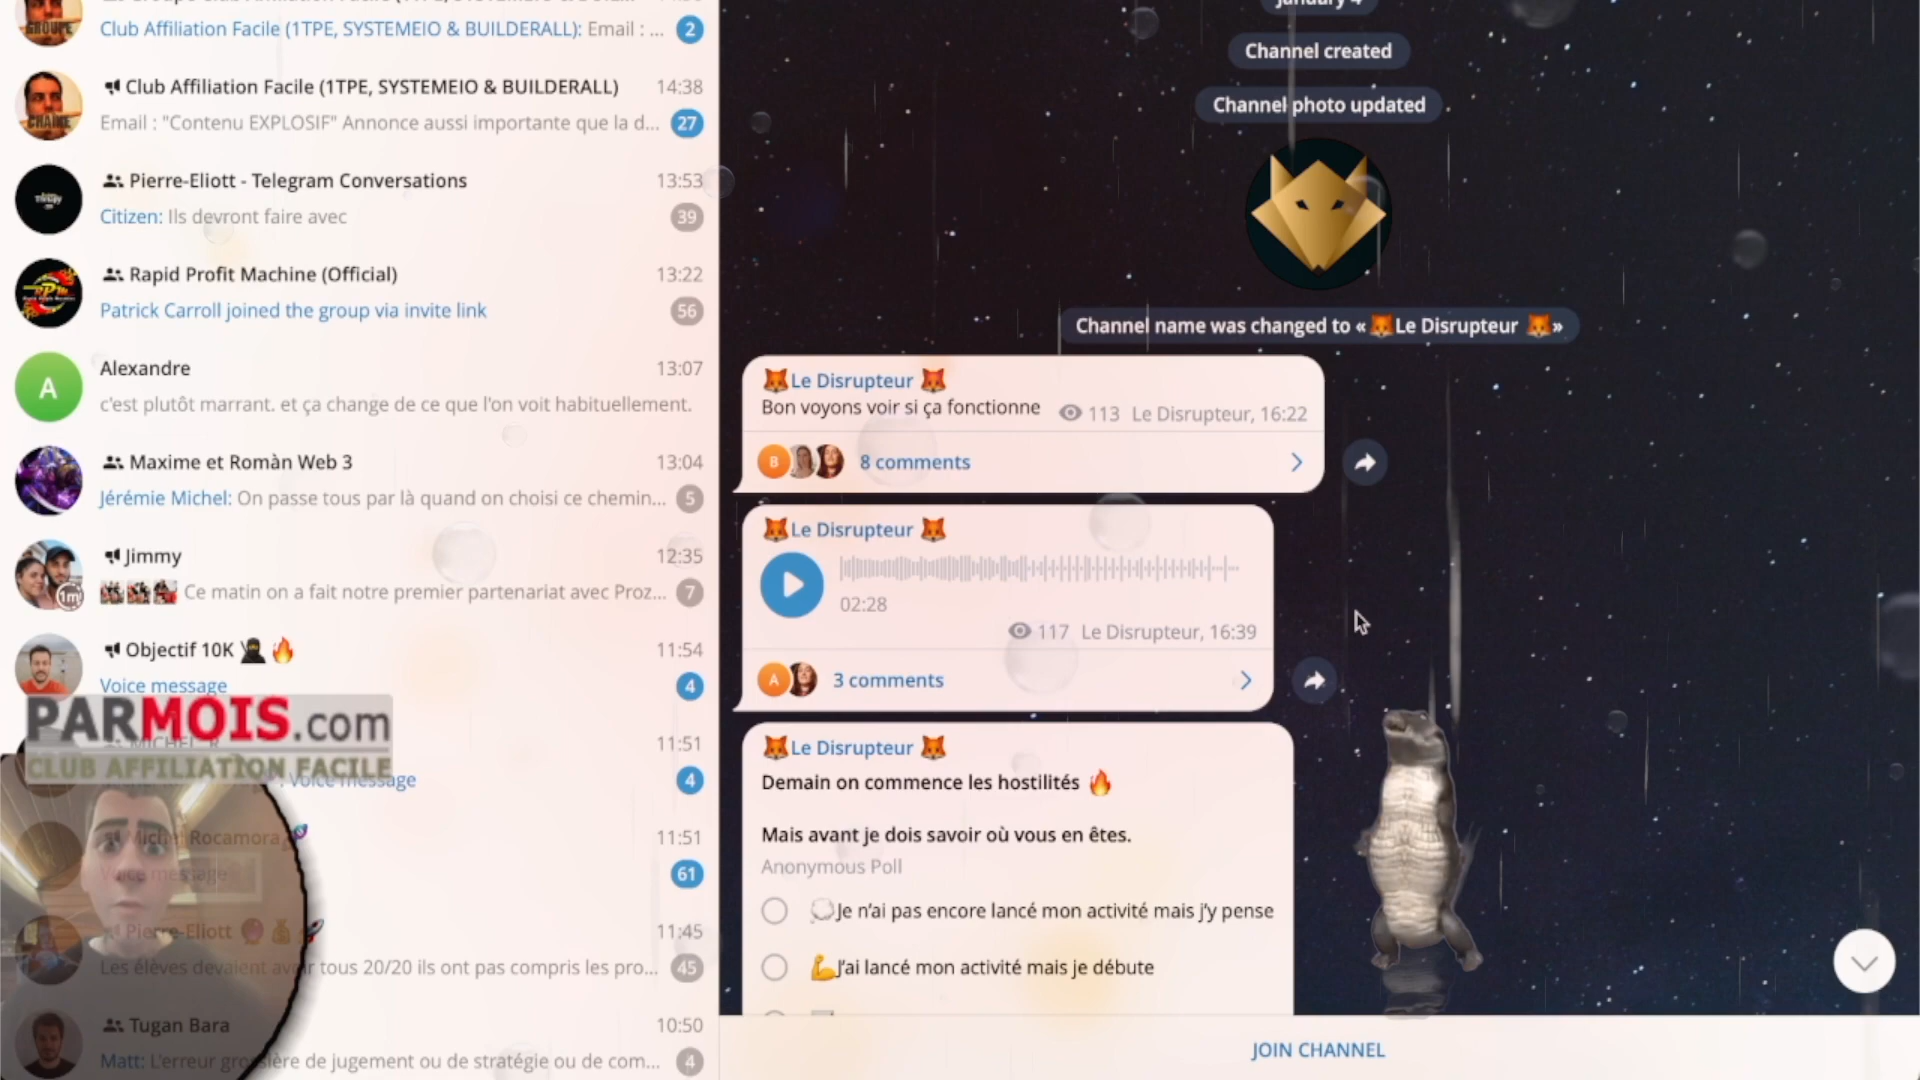 GROUPE
Club Affiliation Facile (1TPE, SYSTEMEIO & BUILDERALL): Email : ...
2
CHAINE
Club Affiliation Facile (1TPE, SYSTEMEIO & BUILDERALL)
14:38
Email : "Contenu EXPLOSIF" Annonce aussi importante que la d...
27
Pierre-Eliott - Telegram Conversations
13:53
Citizen: Ils devront faire avec
39
Rapid Profit Machine (Official)
13:22
RPM
Patrick Carroll joined the group via invite link
56
A
Alexandre
13:07
c'est plutôt marrant. et ça change de ce que l'on voit habituellement.
Maxime et Romàn Web 3
13:04
Jérémie Michel: On passe tous par là quand on choisi ce chemin...
5
Jimmy
12:35
1m
Ce matin on a fait notre premier partenariat avec Proz...
7
Objectif 10K 🔥
11:54
Voice message
4
PARMOIS.com
CLUB AFFILIATION FACILE
MICHEL R
11:51
Voice message
4
Michel Rocamora
11:51
Voice message
61
Pierre-Eliott
11:45
Les élèves devaient avoir tous 20/20 ils ont pas compris les pro...
45
Tugan Bara
10:50
Matt: L'erreur grossière de jugement ou de stratégie ou de com...
4
January 4
Channel created
Channel photo updated
Channel name was changed to «🦊Le Disrupteur 🦊»
🦊Le Disrupteur 🦊
Bon voyons voir si ça fonctionne
113 Le Disrupteur, 16:22
B
8 comments
🦊Le Disrupteur 🦊
02:28
117 Le Disrupteur, 16:39
A
3 comments
🦊Le Disrupteur 🦊
Demain on commence les hostilités 🔥
Mais avant je dois savoir où vous en êtes.
Anonymous Poll
💭Je n'ai pas encore lancé mon activité mais j'y pense
💪J'ai lancé mon activité mais je débute
JOIN CHANNEL